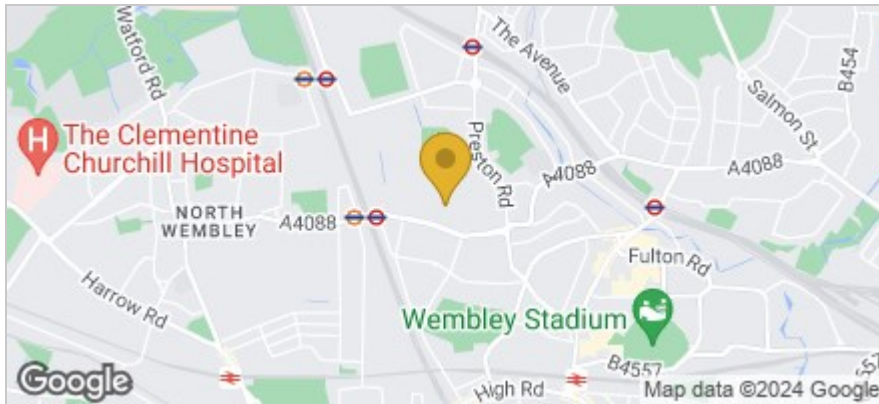 Watford Rd
The Avenue
B454
Salmon St
H
The Clementine
Churchill Hospital
Preston Rd
A4088
A4088
NORTH
WEMBLEY
A4088
Fulton Rd
Harrow Rd
Wembley Stadium
B4557
High Rd
Google
Map data ©2024 Google